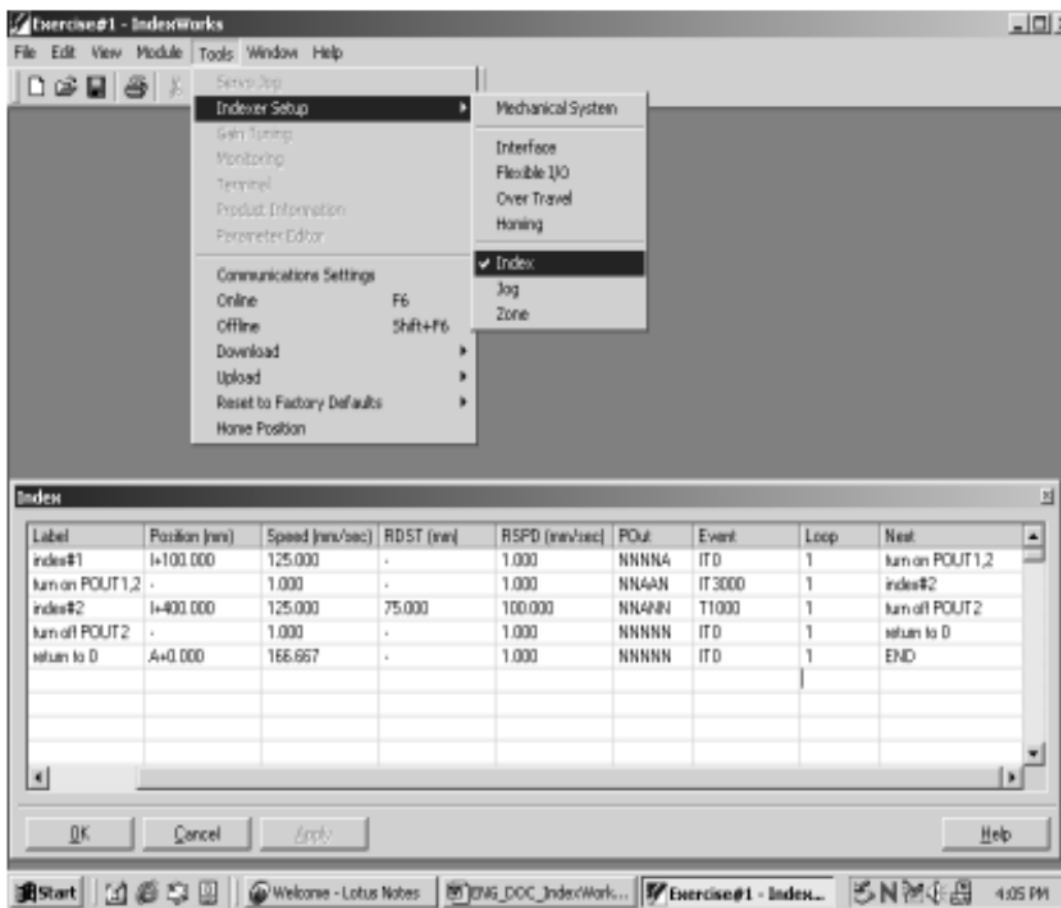 Exercise#1 - IndexWorks
File Edit View Module Tools Window Help
Servo Jog
Indexer Setup
Gain Tuning
Monitoring
Terminal
Product Information
Parameter Editor
Communications Settings
Online F6
Offline Shift+F6
Download
Upload
Reset to Factory Defaults
Home Position
Mechanical System
Interface
Flexible I/O
Over Travel
Homing
Index
Jog
Zone
Index
Label Position (mm) Speed (mm/sec) RDST (mm) RSPD (mm/sec) POut Event Loop Next
index#1 I+100.000 125.000 - 1.000 NNNNA IT0 1 turn on POUT1,2
turn on POUT1,2 - 1.000 - 1.000 NNAAN IT3000 1 index#2
index#2 I+400.000 125.000 75.000 100.000 NNANN T1000 1 turn off POUT2
turn off POUT2 - 1.000 - 1.000 NNNNN IT0 1 return to 0
return to 0 A+0.000 166.667 - 1.000 NNNNN IT0 1 END
OK Cancel Apply Help
Start Welcome - Lotus Notes ENG_DOC_IndexWork... Exercise#1 - Index... N 4:05 PM